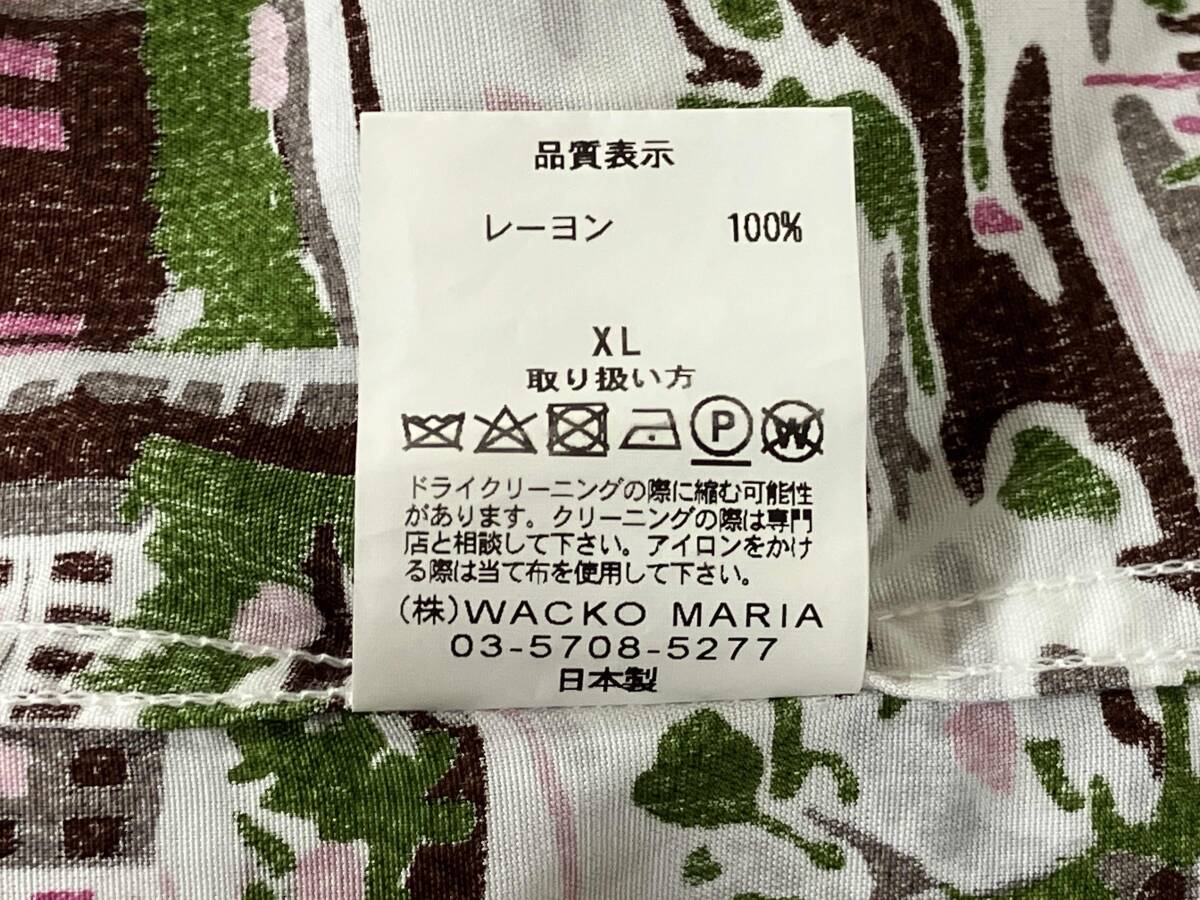 品質表示
レーヨン 100%
XL
取り扱い方
P W
ドライクリーニングの際に縮む可能性
があります。クリーニングの際は専門
店と相談して下さい。アイロンをかけ
る際は当て布を使用して下さい。
(株)WACKO MARIA
03-5708-5277
日本製